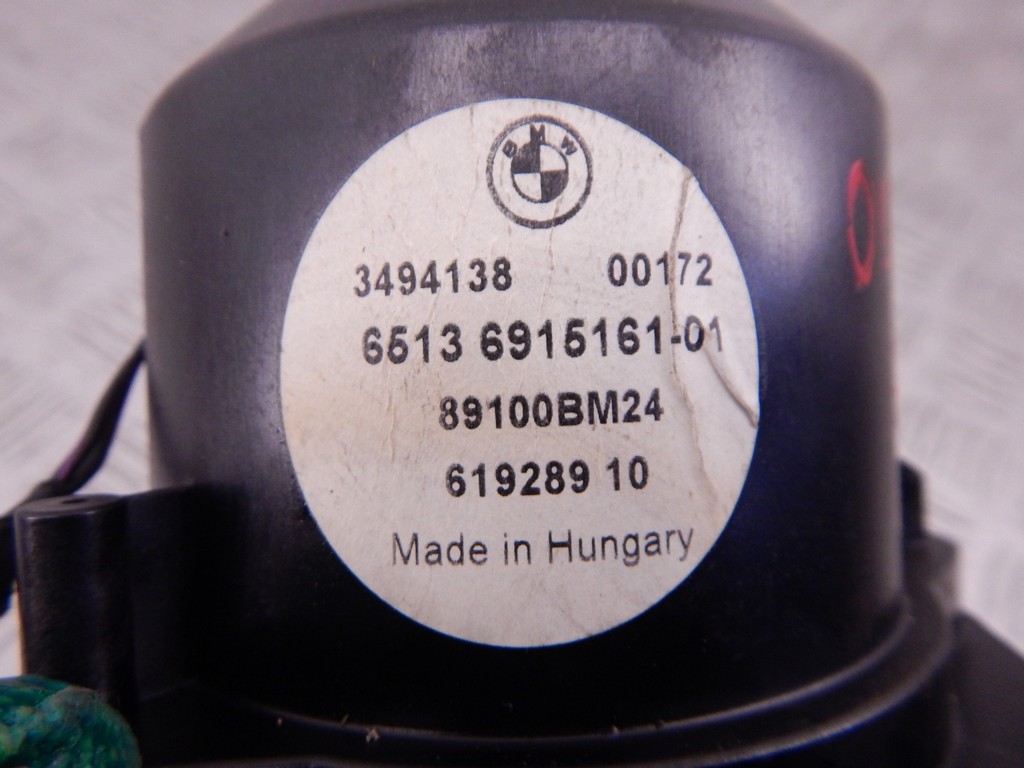 BMW
3494138 00172
6513 6915161-01
89100BM24
619289 10
Made in Hungary